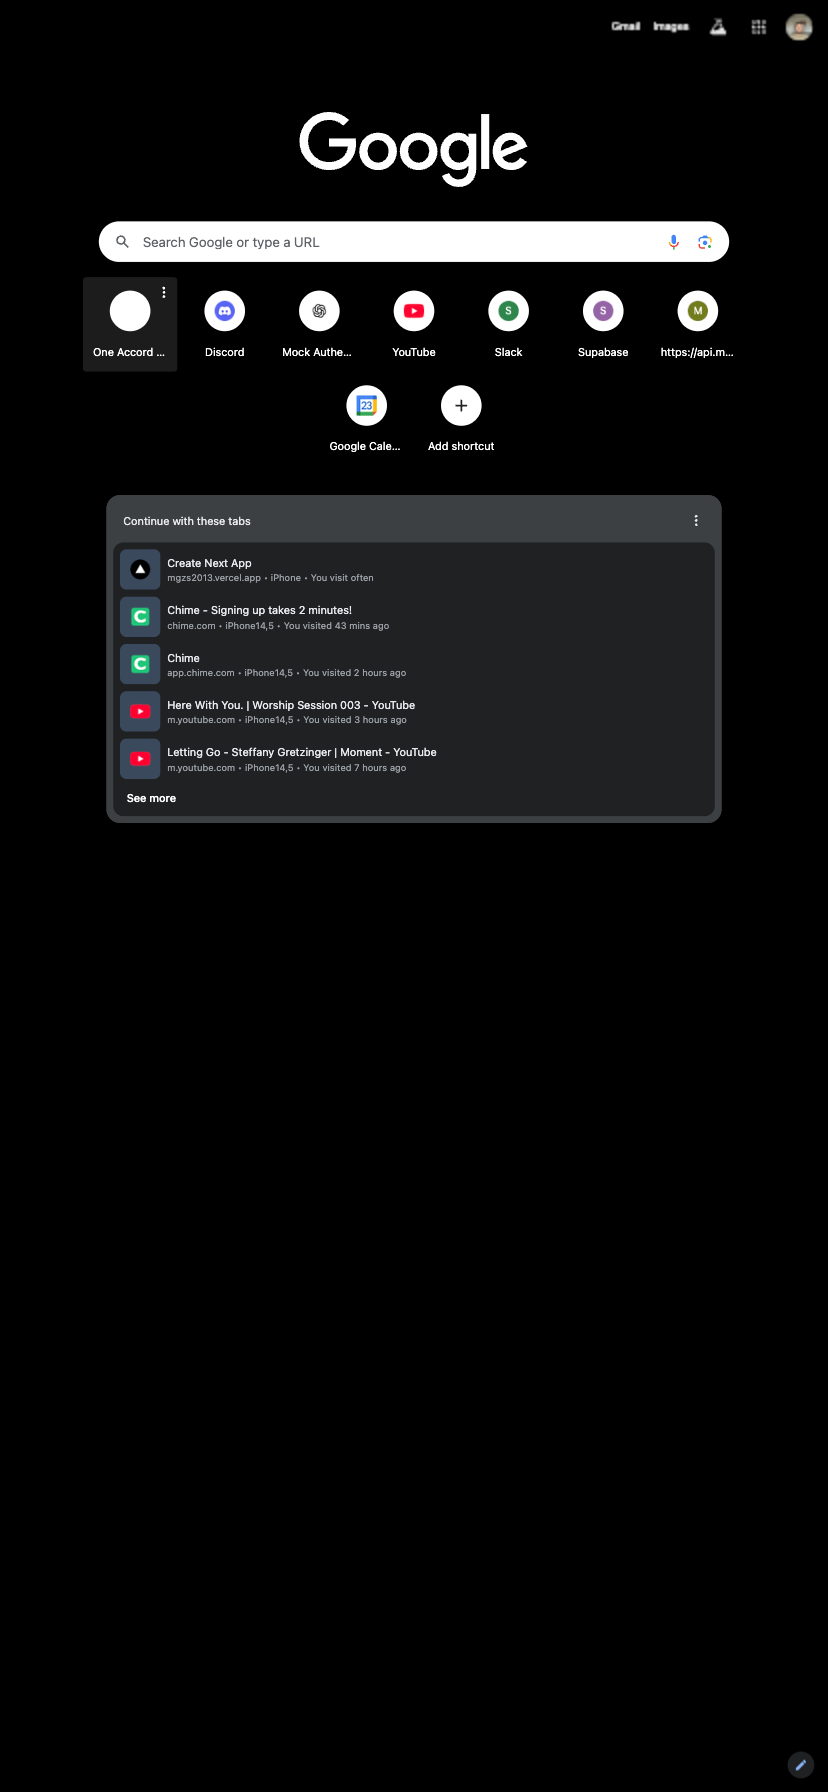 Gmail Images
Google
Search Google or type a URL
One Accord ...
Discord
Mock Authe...
YouTube
S
Slack
S
Supabase
M
https://api.m...
23
Google Cale...
Add shortcut
Continue with these tabs
Create Next App
mgzs2013.vercel.app • iPhone • You visit often
C
Chime - Signing up takes 2 minutes!
chime.com • iPhone14,5 • You visited 43 mins ago
C
Chime
app.chime.com • iPhone14,5 • You visited 2 hours ago
Here With You. | Worship Session 003 - YouTube
m.youtube.com • iPhone14,5 • You visited 3 hours ago
Letting Go - Steffany Gretzinger | Moment - YouTube
m.youtube.com • iPhone14,5 • You visited 7 hours ago
See more